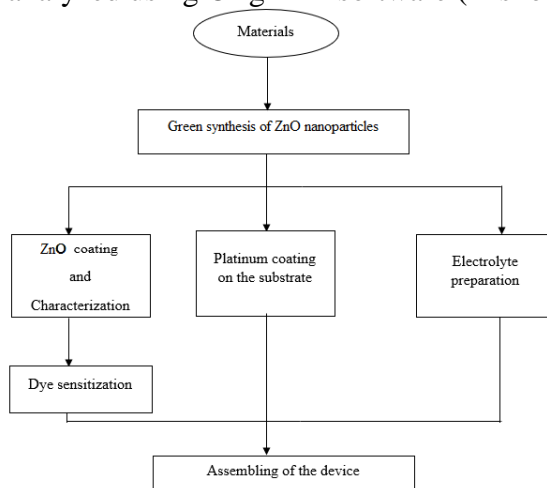 Materials
Green synthesis of ZnO nanoparticles
ZnO coating
and
Characterization
Platinum coating
on the substrate
Electrolyte
preparation
Dye sensitization
Assembling of the device